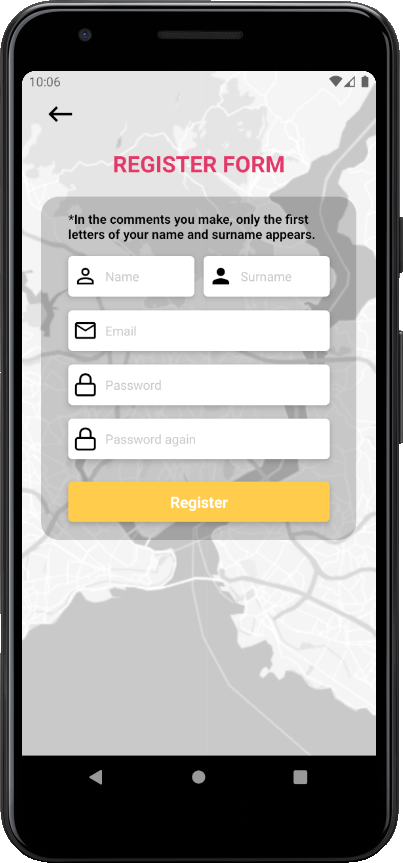 10:06
REGISTER FORM
*In the comments you make, only the first
letters of your name and surname appears.
Name Surname
Email
Password
Password again
Register